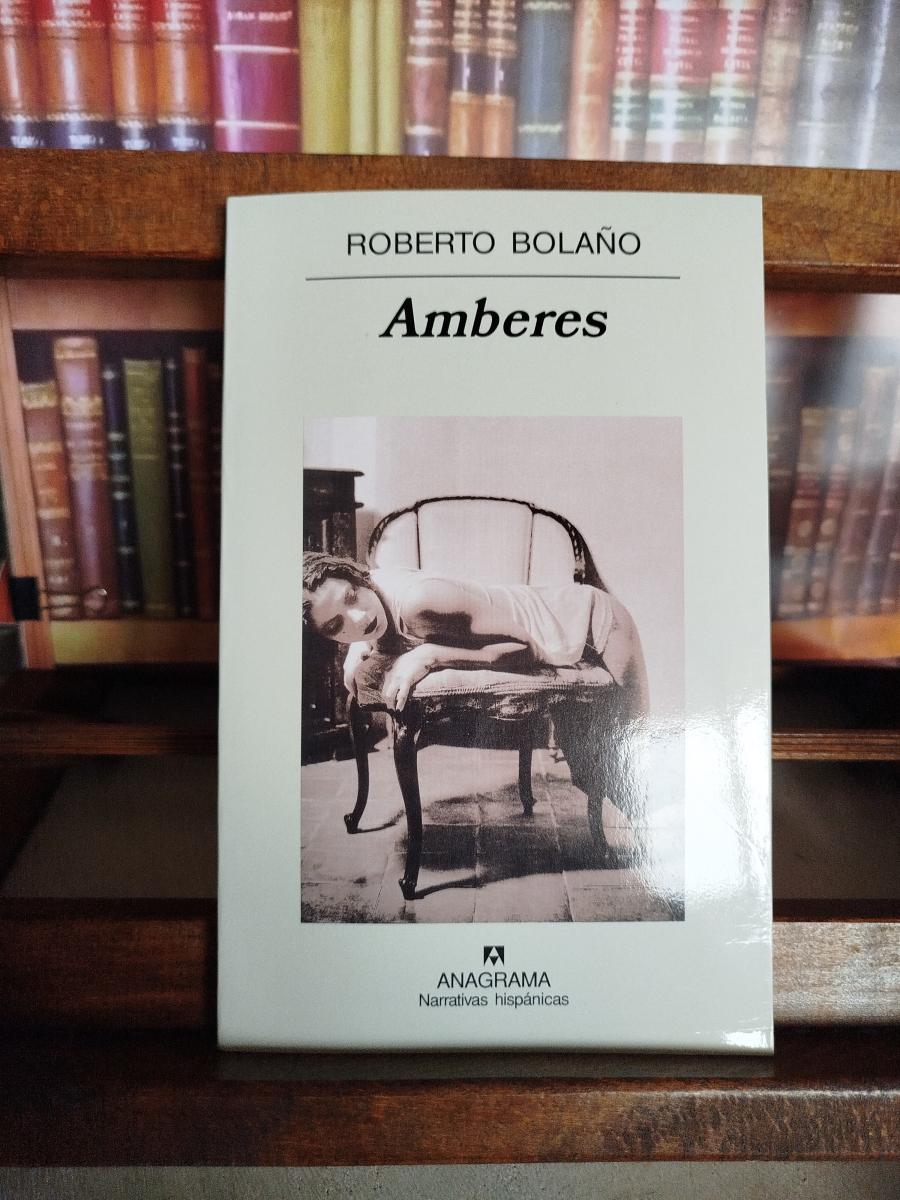 ROBERTO BOLAÑO
Amberes
ANAGRAMA
Narrativas hispánicas